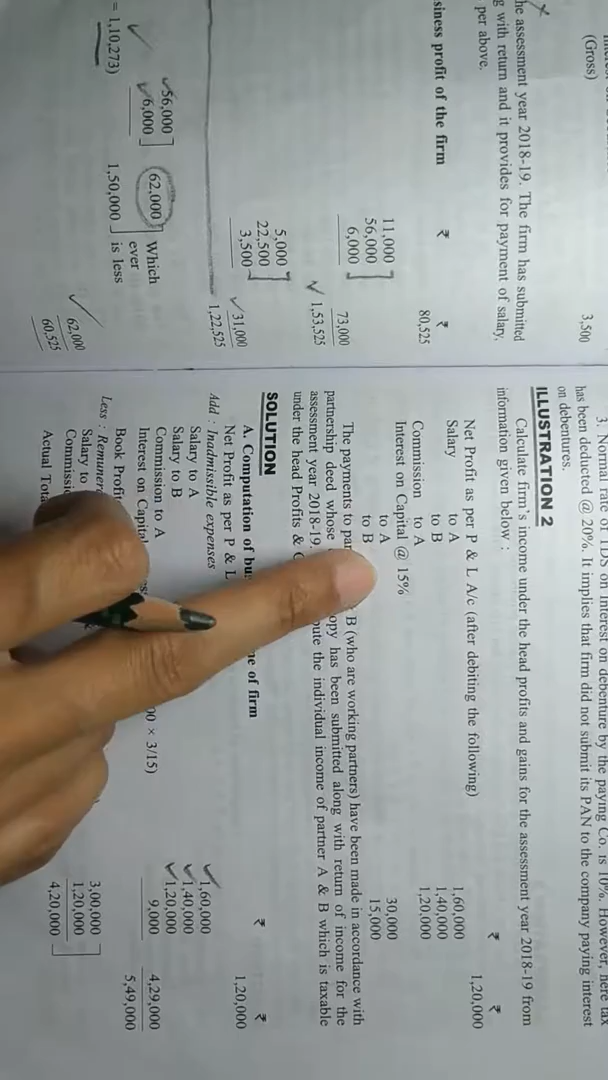 (Gross) 3,500
he assessment year 2018-19. The firm has submitted
g with return and it provides for payment of salary,
per above.
siness profit of the firm
₹ ₹
80,525
11,000
56,000
6,000 73,000
1,53,525
5,000
22,500
3,500 31,000
1,22,525
56,000
6,000 62,000 Which
ever
1,50,000 is less
= 1,10,273)
62,000
60,525
3. Normal rate of TDS on interest on debenture by the paying Co. is 10%. However, here tax
has been deducted @ 20%. It implies that firm did not submit its PAN to the company paying interest
on debentures.
ILLUSTRATION 2
Calculate firm's income under the head profits and gains for the assessment year 2018-19 from
information given below :
₹ ₹
Net Profit as per P & L A/c (after debiting the following) 1,20,000
Salary to A 1,60,000
to B 1,40,000
Commission to A 1,20,000
Interest on Capital @ 15%
to A 30,000
to B 15,000
The payments to B (who are working partners) have been made in accordance with
partnership deed whose opy has been submitted along with return of income for the
assessment year 2018-19. pute the individual income of partner A & B which is taxable
under the head Profits &
SOLUTION
A. Computation of bus me of firm
₹ ₹
Net Profit as per P & L 1,20,000
Add : Inadmissible expenses
Salary to A 1,60,000
Salary to B 1,40,000
Commission to A 1,20,000
Interest on Capital 00 × 3/15) 9,000 4,29,000
Book Profit 5,49,000
Less : Remuner
Salary to 3,00,000
Commissio 1,20,000
Actual Tota 4,20,000